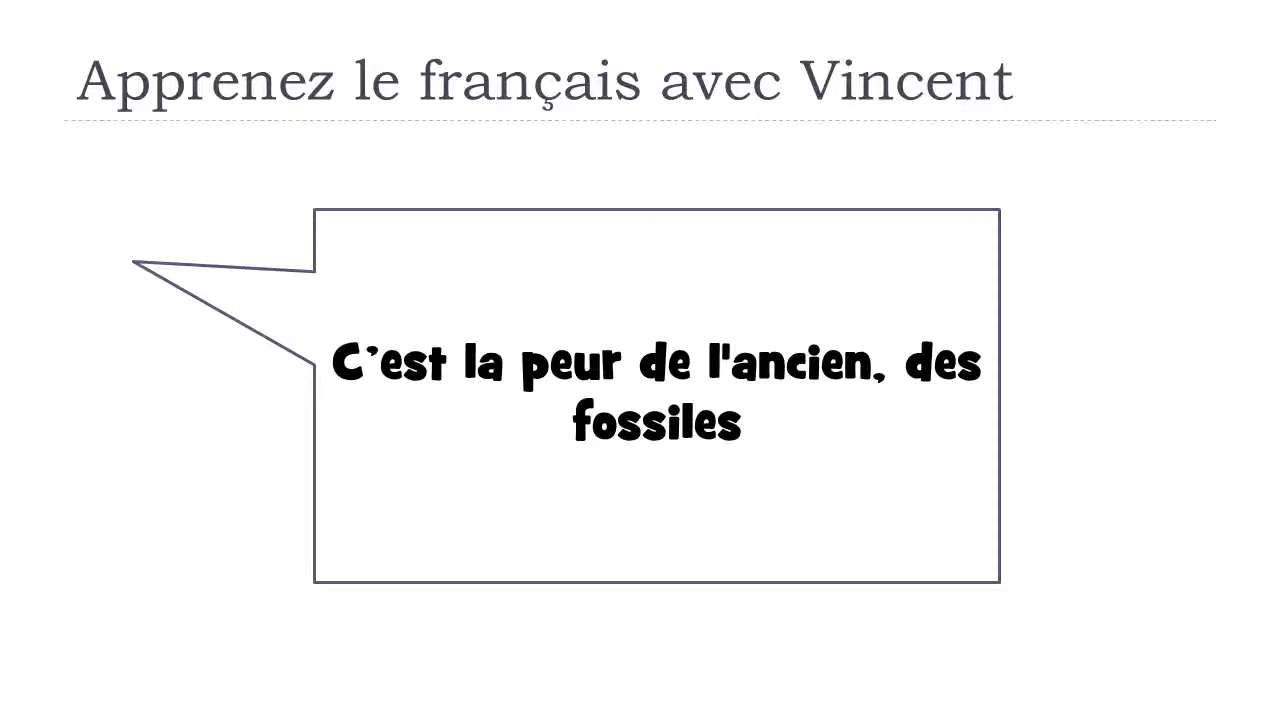 Apprenez le français avec Vincent
C’est la peur de l'ancien, des
fossiles